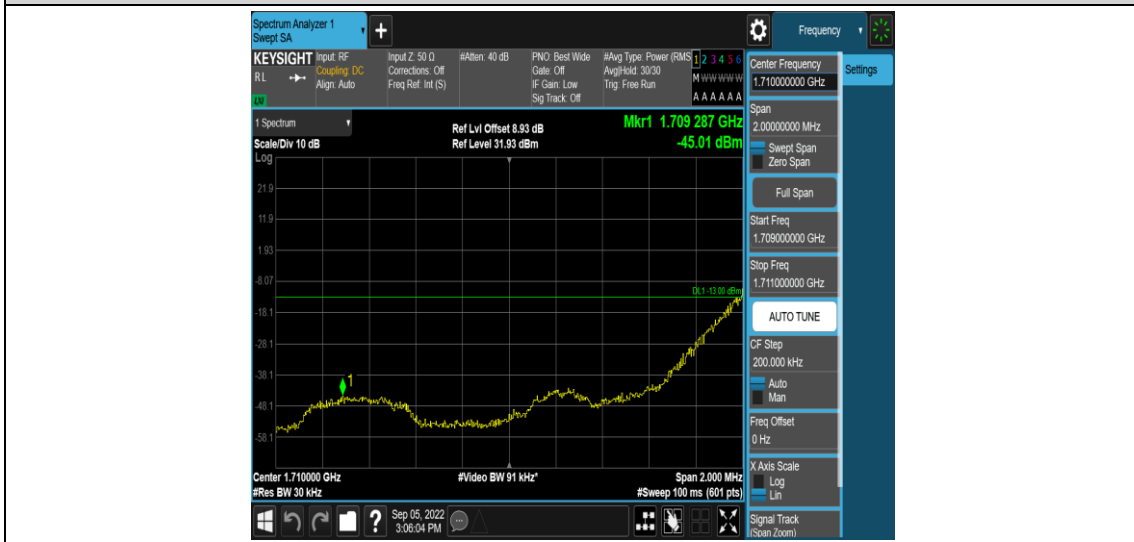 Spectrum Analyzer 1
Swept SA
Frequency
KEYSIGHT
RL
Input: RF
Coupling: DC
Align: Auto
Input Z: 50 Ω
Corrections: Off
Freq Ref: Int (S)
#Atten: 40 dB
PNO: Best Wide
Gate: Off
IF Gain: Low
Sig Track: Off
#Avg Type: Power (RMS
Avg|Hold: 30/30
Trig: Free Run
1 2 3 4 5 6
M W W W W W
A A A A A A
1 Spectrum
Scale/Div 10 dB
Log
Ref Lvl Offset 8.93 dB
Ref Level 31.93 dBm
Mkr1 1.709 287 GHz
-45.01 dBm
21.9
11.9
1.93
-8.07
DL1 -13.00 dBm
-18.1
-28.1
-38.1
1
-48.1
-58.1
Center 1.710000 GHz
#Res BW 30 kHz
#Video BW 91 kHz*
Span 2.000 MHz
#Sweep 100 ms (601 pts)
Sep 05, 2022
3:06:04 PM
Center Frequency
1.710000000 GHz
Settings
Span
2.00000000 MHz
Swept Span
Zero Span
Full Span
Start Freq
1.709000000 GHz
Stop Freq
1.711000000 GHz
AUTO TUNE
CF Step
200.000 kHz
Auto
Man
Freq Offset
0 Hz
X Axis Scale
Log
Lin
Signal Track
(Span Zoom)